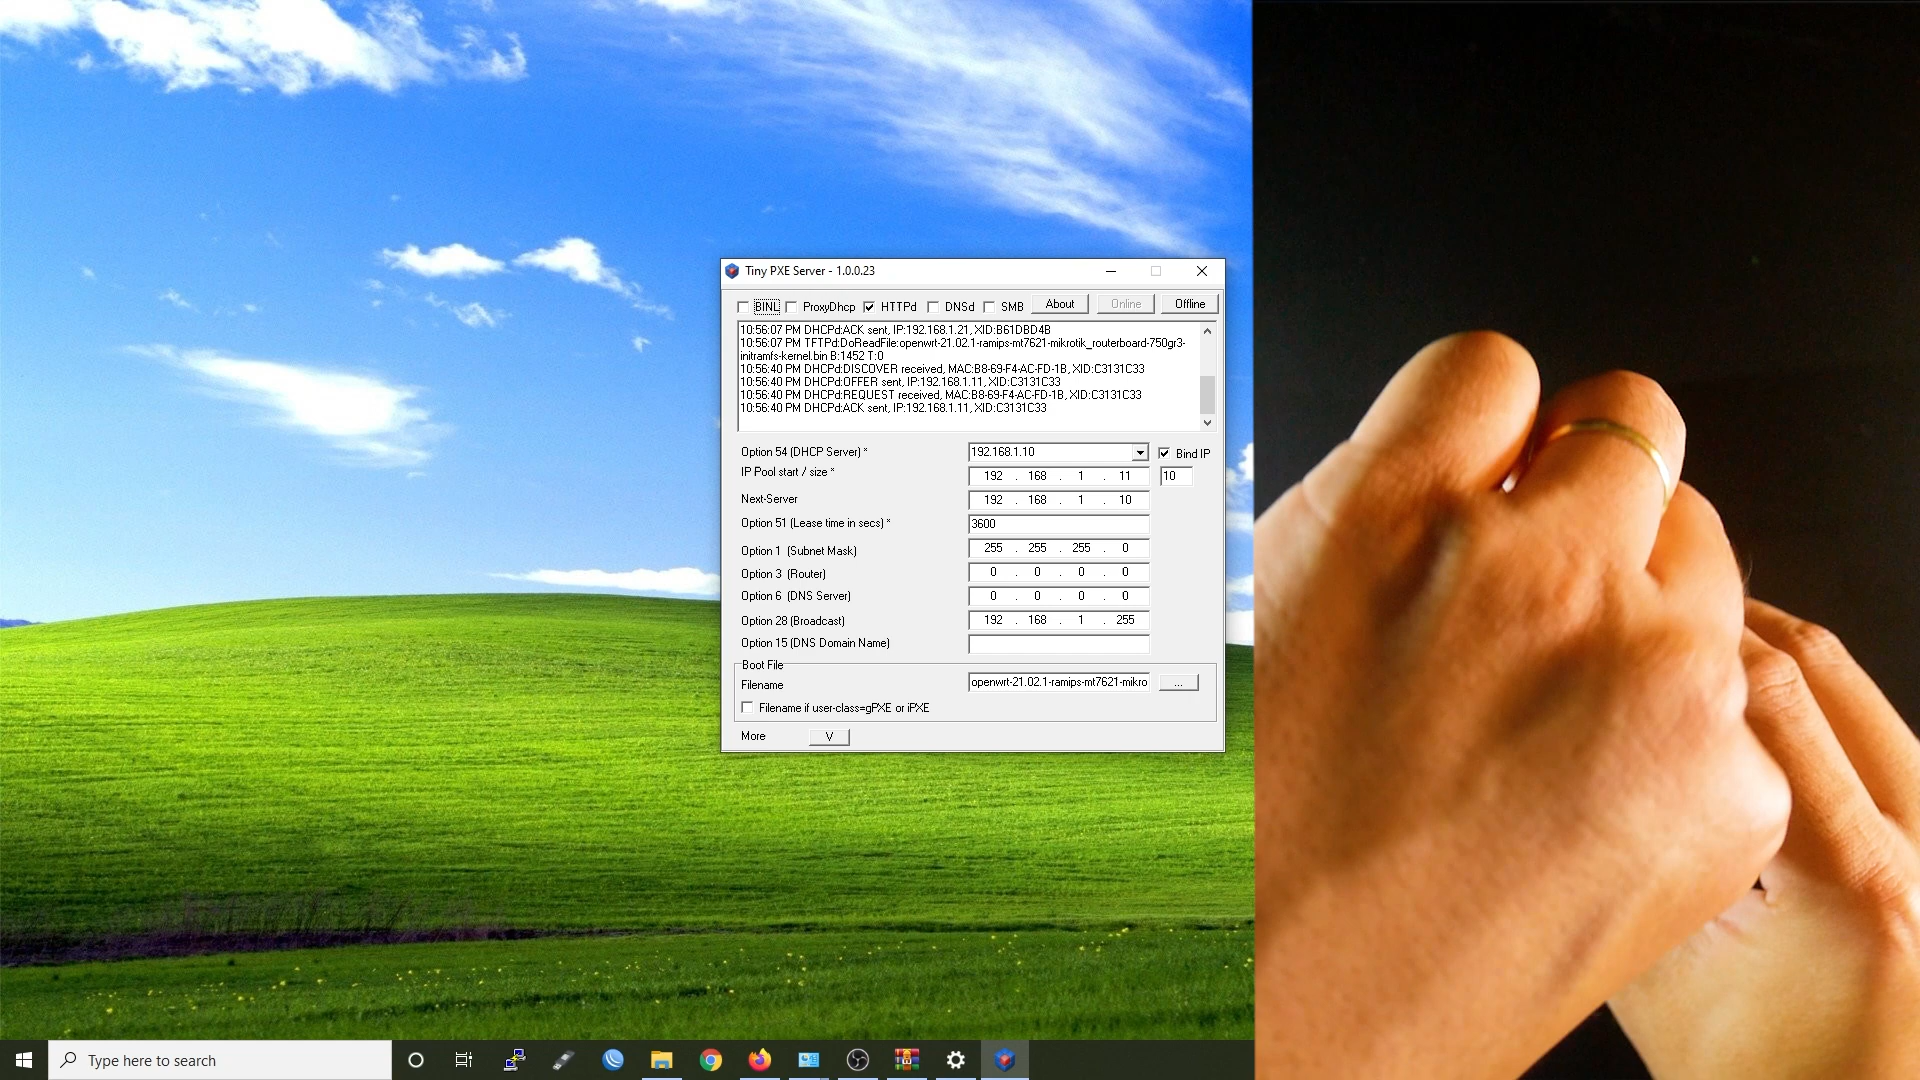 Tiny PXE Server - 1.0.0.23
BINL ProxyDhcp HTTPd DNSd SMB About Online Offline
10:56:07 PM DHCPd:ACK sent, IP:192.168.1.21, XID:B61DBD4B
10:56:07 PM TFTPd:DoReadFile:openwrt-21.02.1-ramips-mt7621-mikrotik_routerboard-750gr3-
initramfs-kernel.bin B:1452 T:0
10:56:40 PM DHCPd:DISCOVER received, MAC:B8-69-F4-AC-FD-1B, XID:C3131C33
10:56:40 PM DHCPd:OFFER sent, IP:192.168.1.11, XID:C3131C33
10:56:40 PM DHCPd:REQUEST received, MAC:B8-69-F4-AC-FD-1B, XID:C3131C33
10:56:40 PM DHCPd:ACK sent, IP:192.168.1.11, XID:C3131C33
Option 54 (DHCP Server) * 192.168.1.10 Bind IP
IP Pool start / size * 192 . 168 . 1 . 11 10
Next-Server 192 . 168 . 1 . 10
Option 51 (Lease time in secs) * 3600
Option 1 (Subnet Mask) 255 . 255 . 255 . 0
Option 3 (Router) 0 . 0 . 0 . 0
Option 6 (DNS Server) 0 . 0 . 0 . 0
Option 28 (Broadcast) 192 . 168 . 1 . 255
Option 15 (DNS Domain Name)
Boot File
Filename openwrt-21.02.1-ramips-mt7621-mikro ...
Filename if user-class=gPXE or iPXE
More V
Type here to search